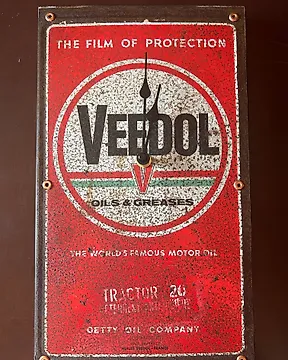 THE FILM OF PROTECTION
VEEDOL
OILS & GREASES
THE WORLD'S FAMOUS MOTOR OIL
TRACTOR 20
GETTY OIL COMPANY